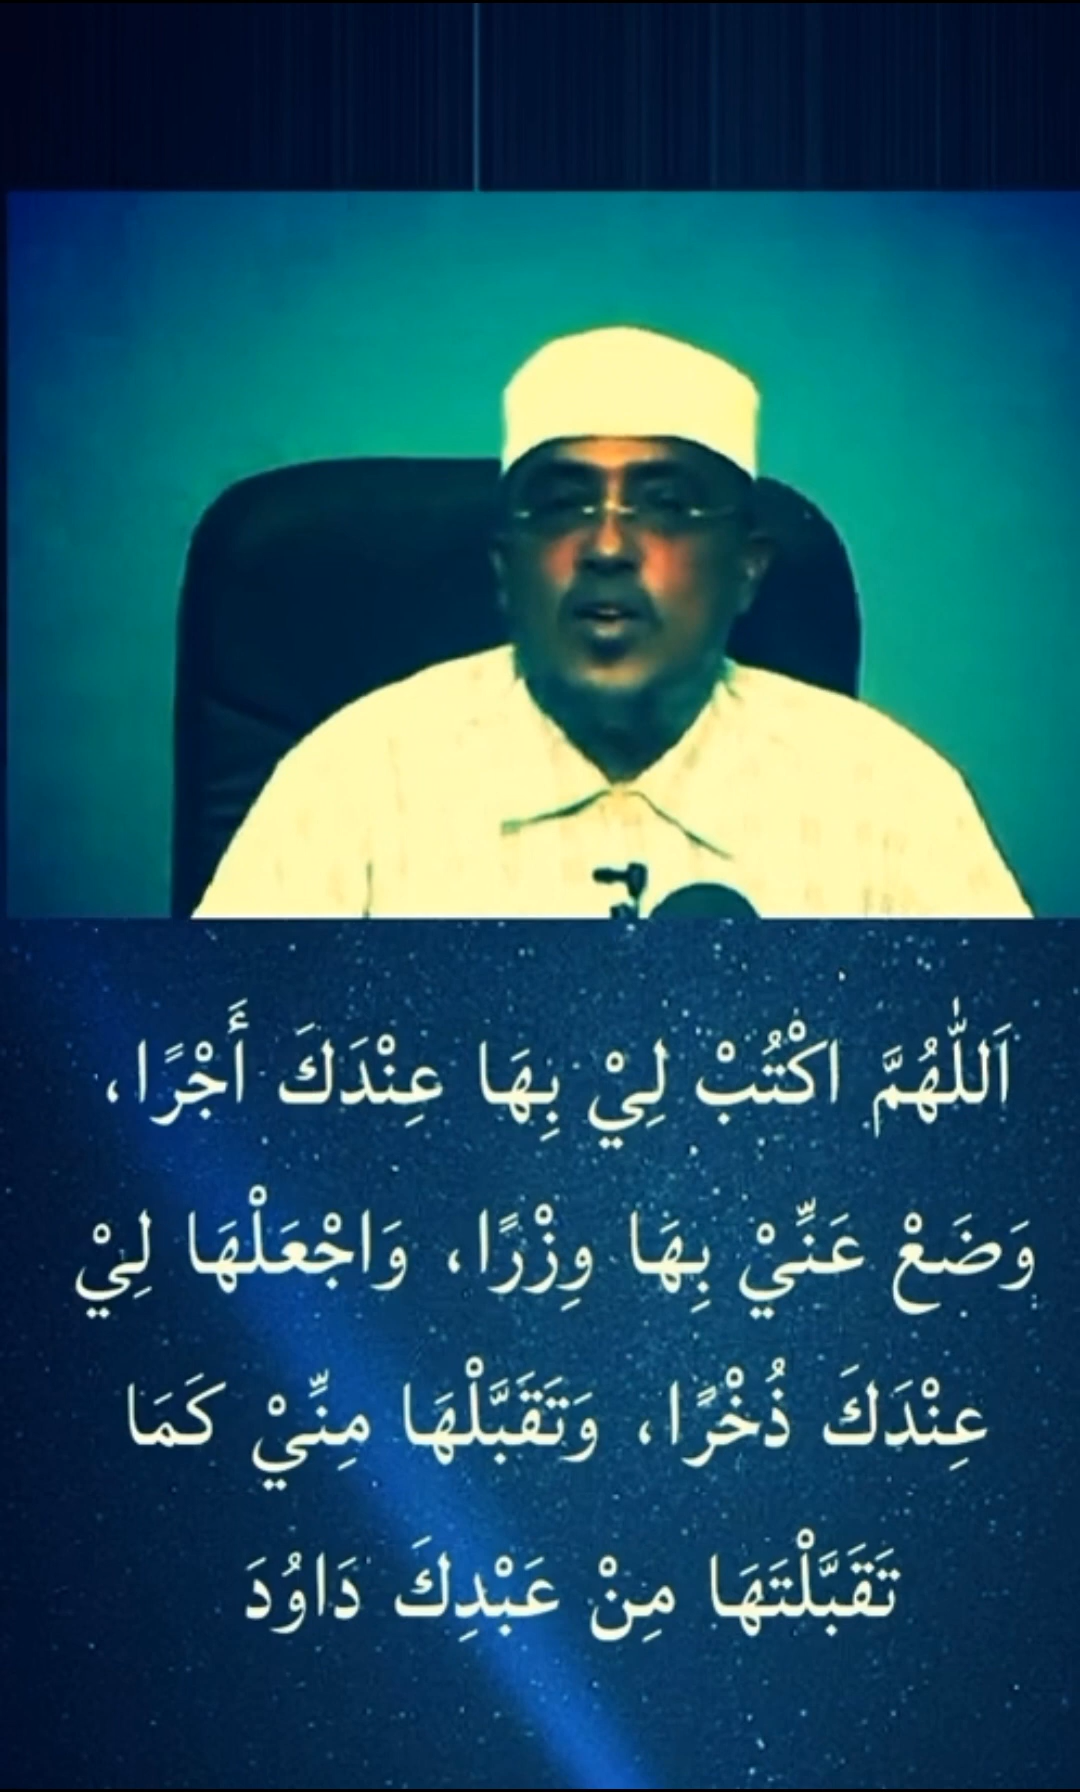 اَللّٰهُمَّ اكْتُبْ لِيْ بِهَا عِنْدَكَ أَجْرًا،
وَضَعْ عَنِّيْ بِهَا وِزْرًا، وَاجْعَلْهَا لِيْ
عِنْدَكَ ذُخْرًا، وَتَقَبَّلْهَا مِنِّيْ كَمَا
تَقَبَّلْتَهَا مِنْ عَبْدِكَ دَاوُدَ